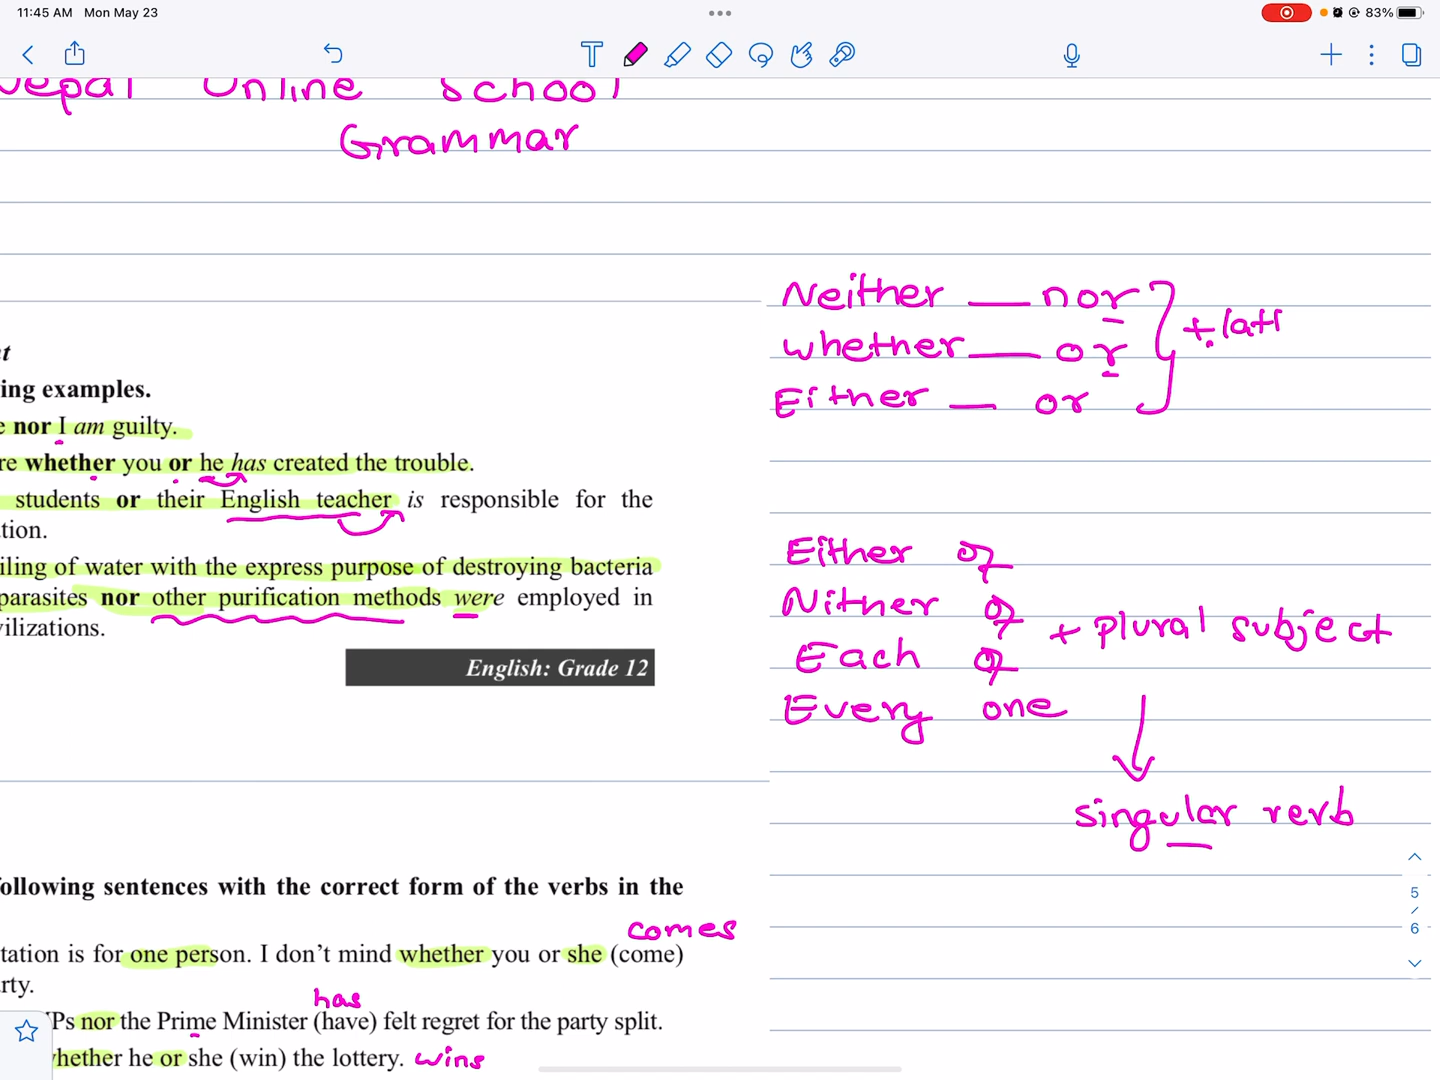 11:45 AM Mon May 23
83%
Online School
Grammar
Neither — nor
whether — or + latt
Either — or
ing examples.
e nor I am guilty.
re whether you or he has created the trouble.
students or their English teacher is responsible for the
tion.
iling of water with the express purpose of destroying bacteria
parasites nor other purification methods were employed in
vilizations.
English: Grade 12
Either of
Nither of
+ plural subject
Each of
Every one
singular verb
5
/
6
ollowing sentences with the correct form of the verbs in the
comes
tation is for one person. I don't mind whether you or she (come)
rty.
has
Ps nor the Prime Minister (have) felt regret for the party split.
hether he or she (win) the lottery. wins